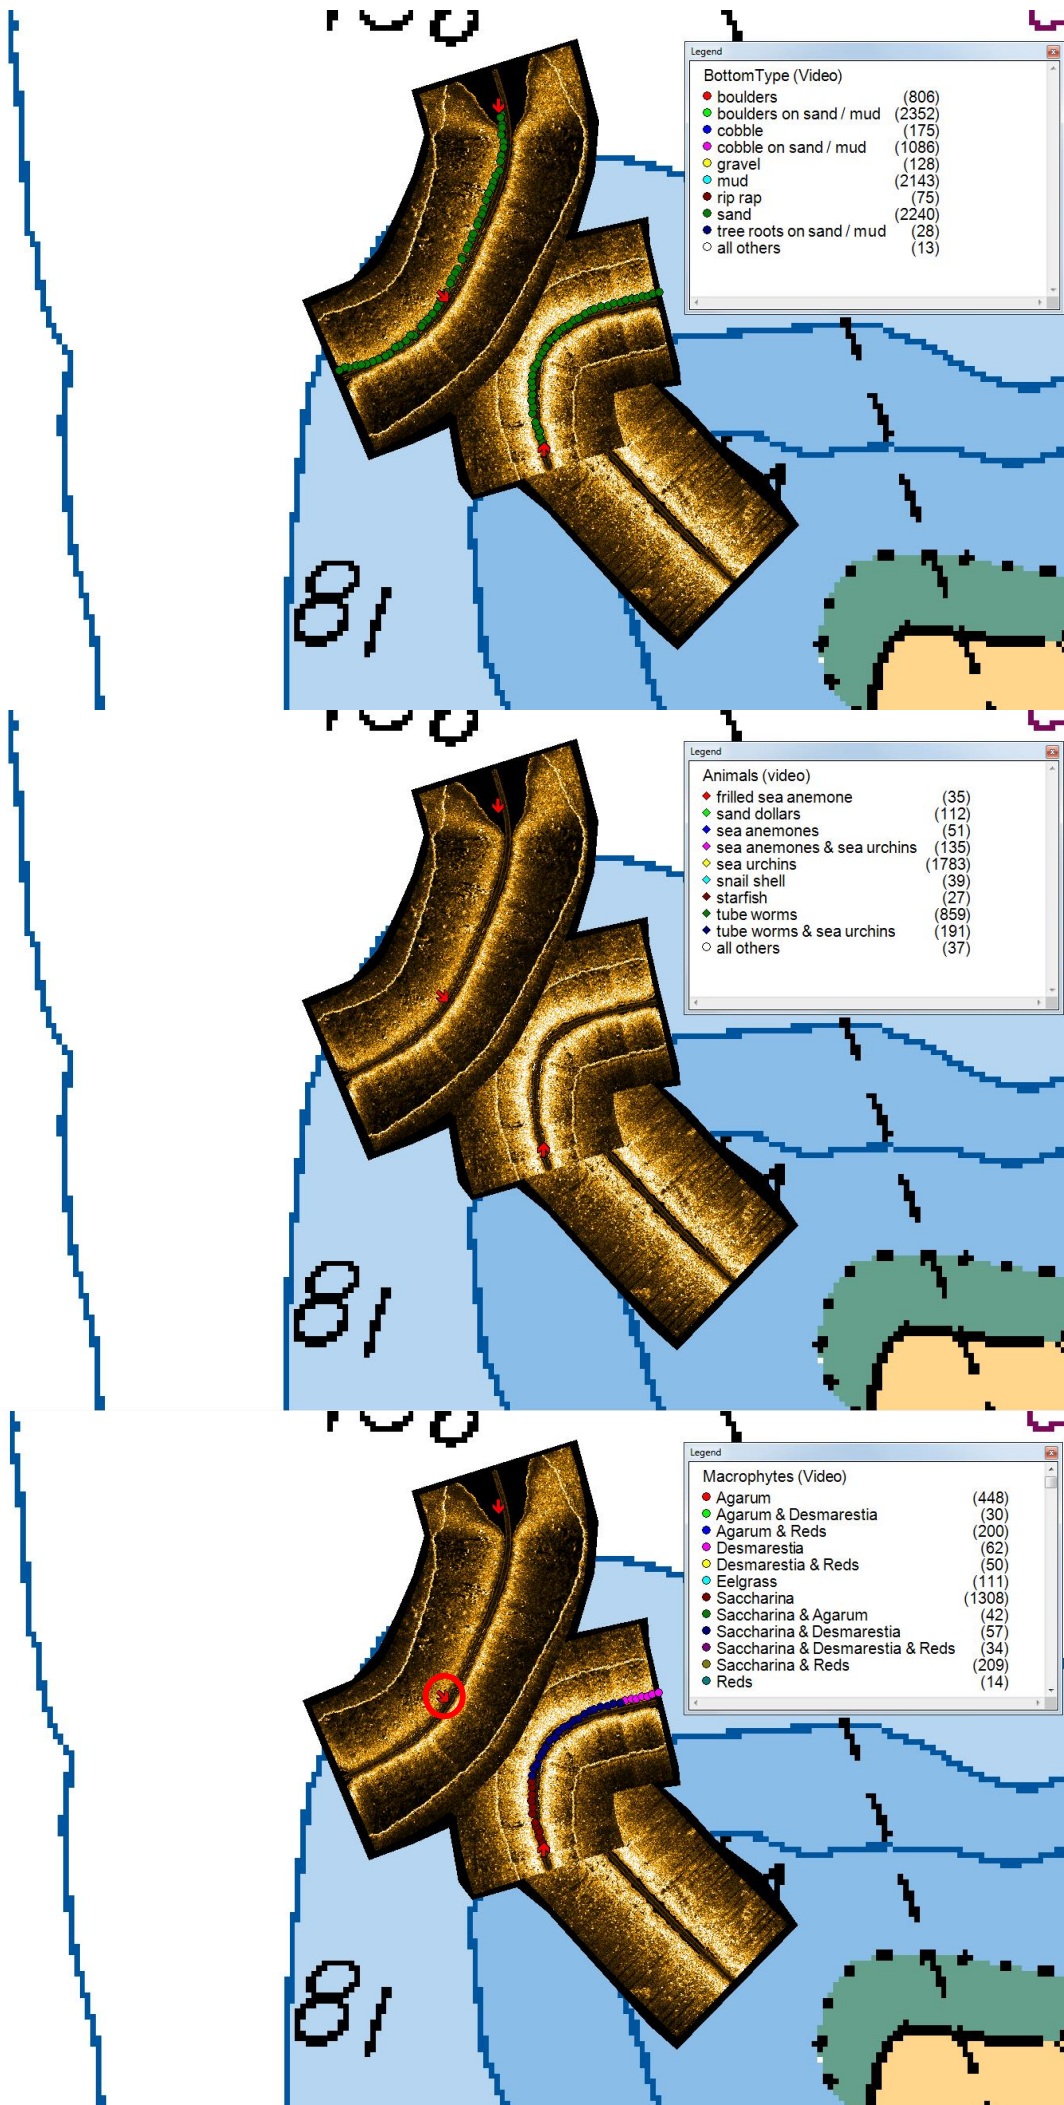 Legend
BottomType (Video)
boulders (806)
boulders on sand / mud (2352)
cobble (175)
cobble on sand / mud (1086)
gravel (128)
mud (2143)
rip rap (75)
sand (2240)
tree roots on sand / mud (28)
all others (13)
81
Legend
Animals (video)
frilled sea anemone (35)
sand dollars (112)
sea anemones (51)
sea anemones & sea urchins (135)
sea urchins (1783)
snail shell (39)
starfish (27)
tube worms (859)
tube worms & sea urchins (191)
all others (37)
81
Legend
Macrophytes (Video)
Agarum (448)
Agarum & Desmarestia (30)
Agarum & Reds (200)
Desmarestia (62)
Desmarestia & Reds (50)
Eelgrass (111)
Saccharina (1308)
Saccharina & Agarum (42)
Saccharina & Desmarestia (57)
Saccharina & Desmarestia & Reds (34)
Saccharina & Reds (209)
Reds (14)
81